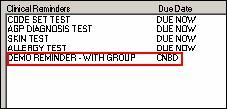 Clinical Reminders Due Date
CODE SET TEST DUE NOW
AGP DIAGNOSIS TEST DUE NOW
SKIN TEST DUE NOW
ALLERGY TEST DUE NOW
DEMO REMINDER - WITH GROUP CNBD